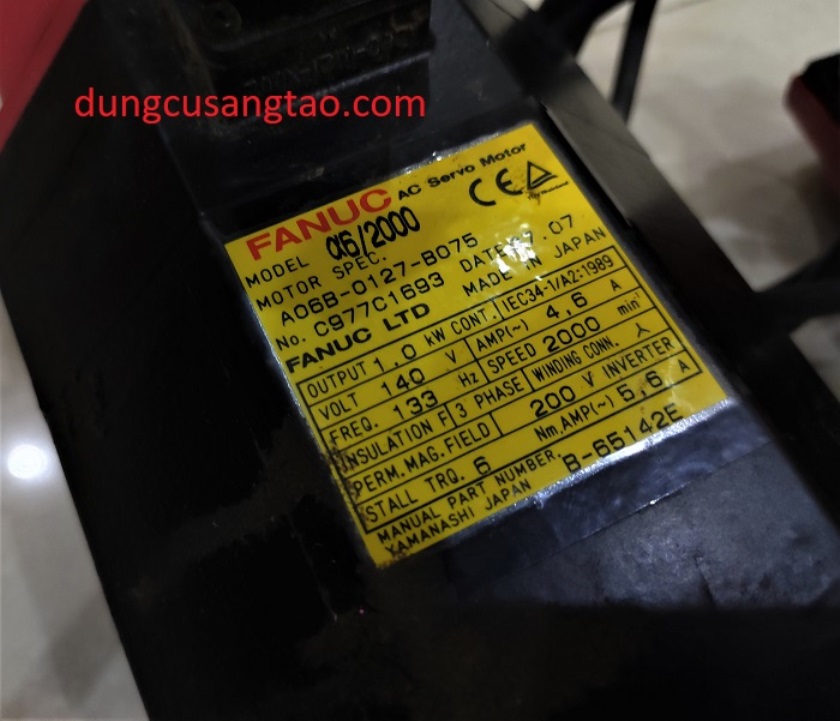 dungcusangtao.com
FANUC AC Servo Motor
MODEL α6/2000 CE
MOTOR SPEC.
A06B-0127-B075
No. C977C1693 DATE 07
FANUC LTD MADE IN JAPAN
OUTPUT 1,0 kW CONT. IEC34-1/A2:1989
VOLT 140 V AMP(~) 4,6 A
FREQ. 133 Hz SPEED 2000 min⁻¹
INSULATION F 3 PHASE WINDING CONN. 人
PERM.MAG.FIELD 200 V INVERTER
STALL TRQ. 6 Nm.AMP(~) 5,6 A
MANUAL PART NUMBER. B-65142E
YAMANASHI JAPAN